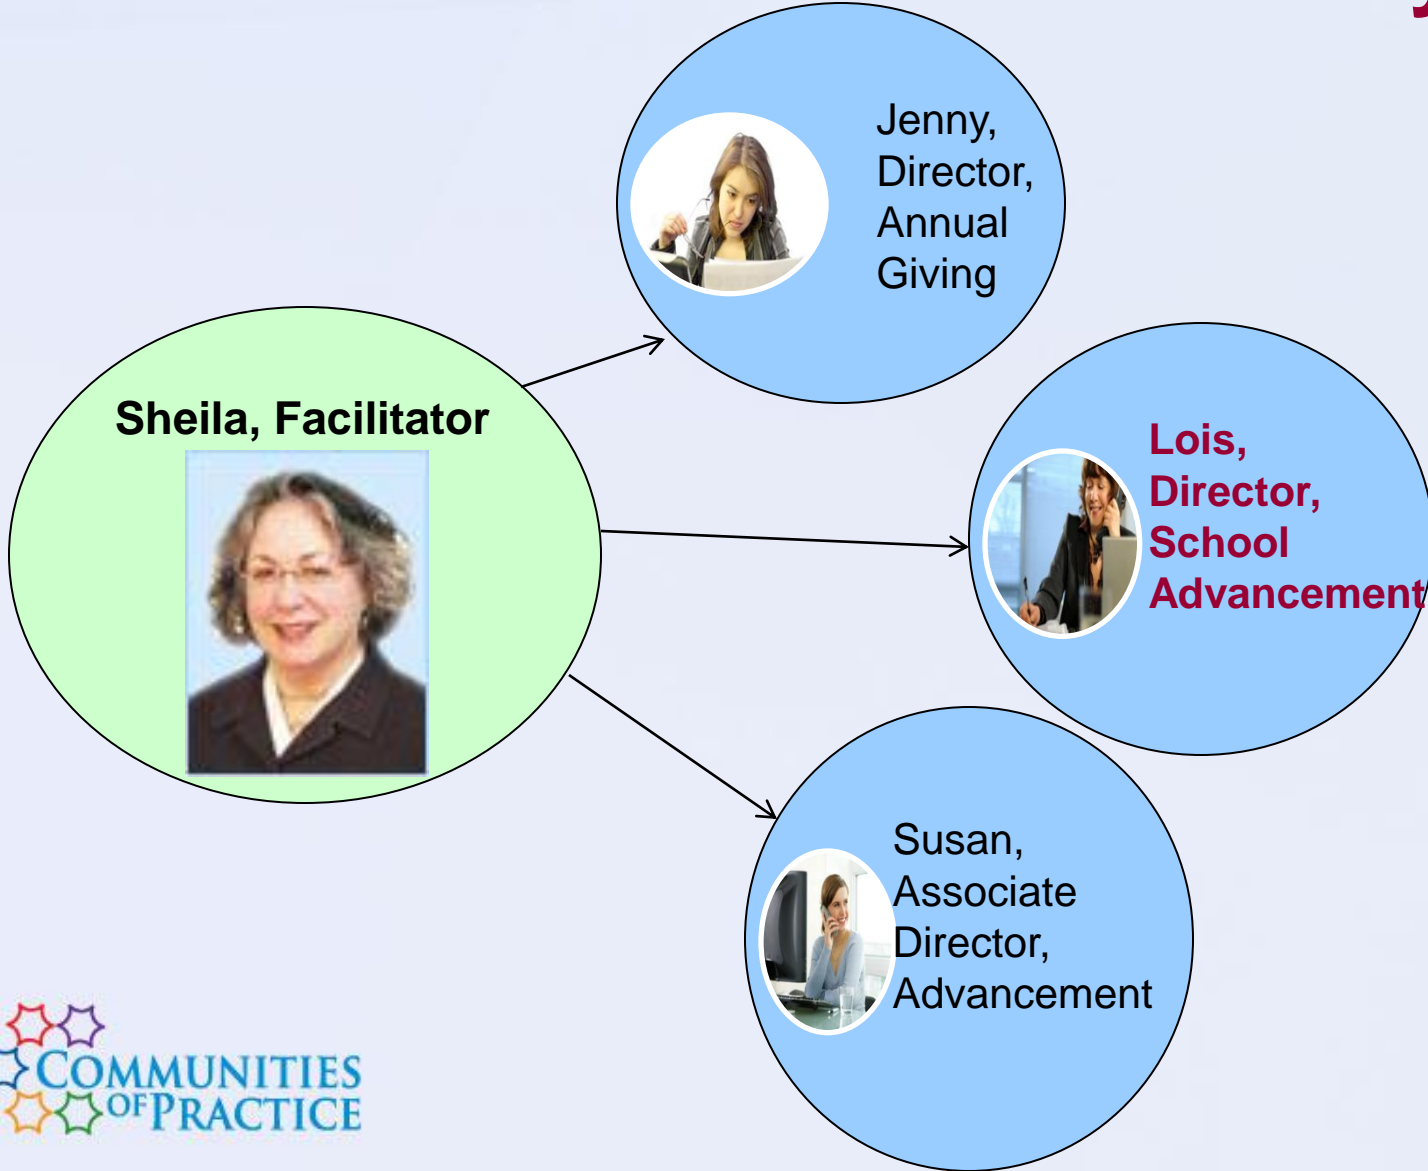 Jenny,
Director,
Annual
Giving
Sheila, Facilitator
Lois,
Director,
School
Advancement
Susan,
Associate
Director,
Advancement
COMMUNITIES
OF PRACTICE